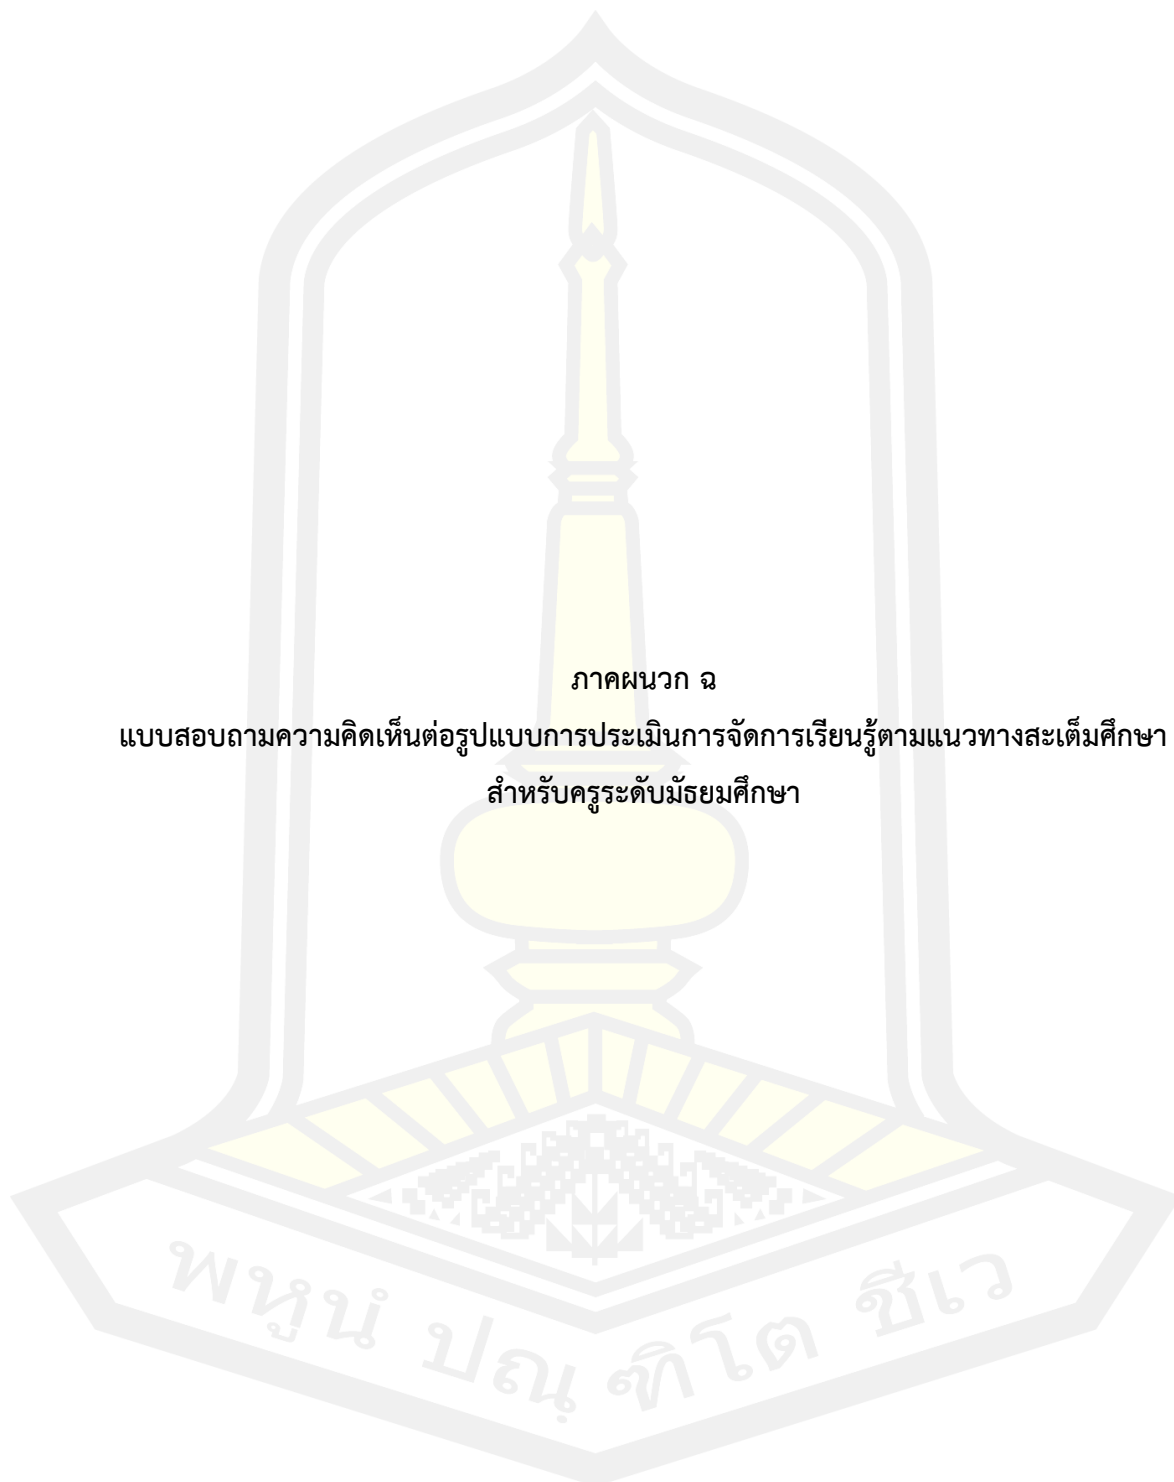 ภาคผนวก ฉ
แบบสอบถามความคิดเห็นต่อรูปแบบการประเมินการจัดการเรียนรู้ตามแนวทางสะเต็มศึกษา
สำหรับครูระดับมัธยมศึกษา
พหูนํ ปณฺฑิโต ชีเว